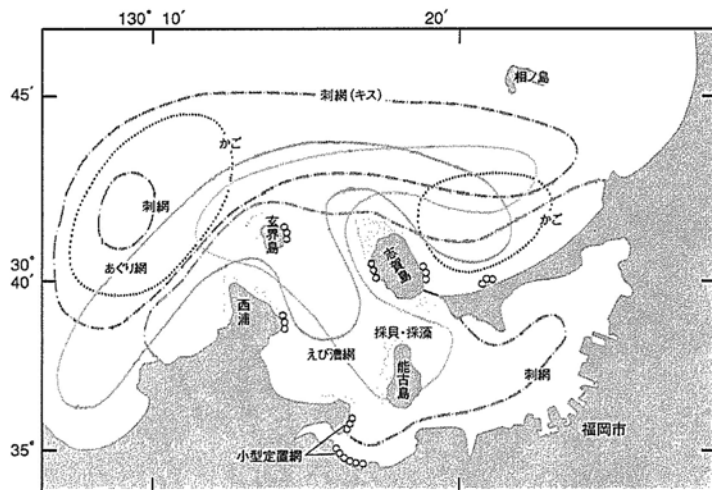 130° 10′
20′
45′
相ノ島
刺網(キス)
かご
刺網
あぐり網
玄界島
志賀島
かご
30°
40′
西浦
採貝・採藻
えび漕網
能古島
刺網
福岡市
35′
小型定置網